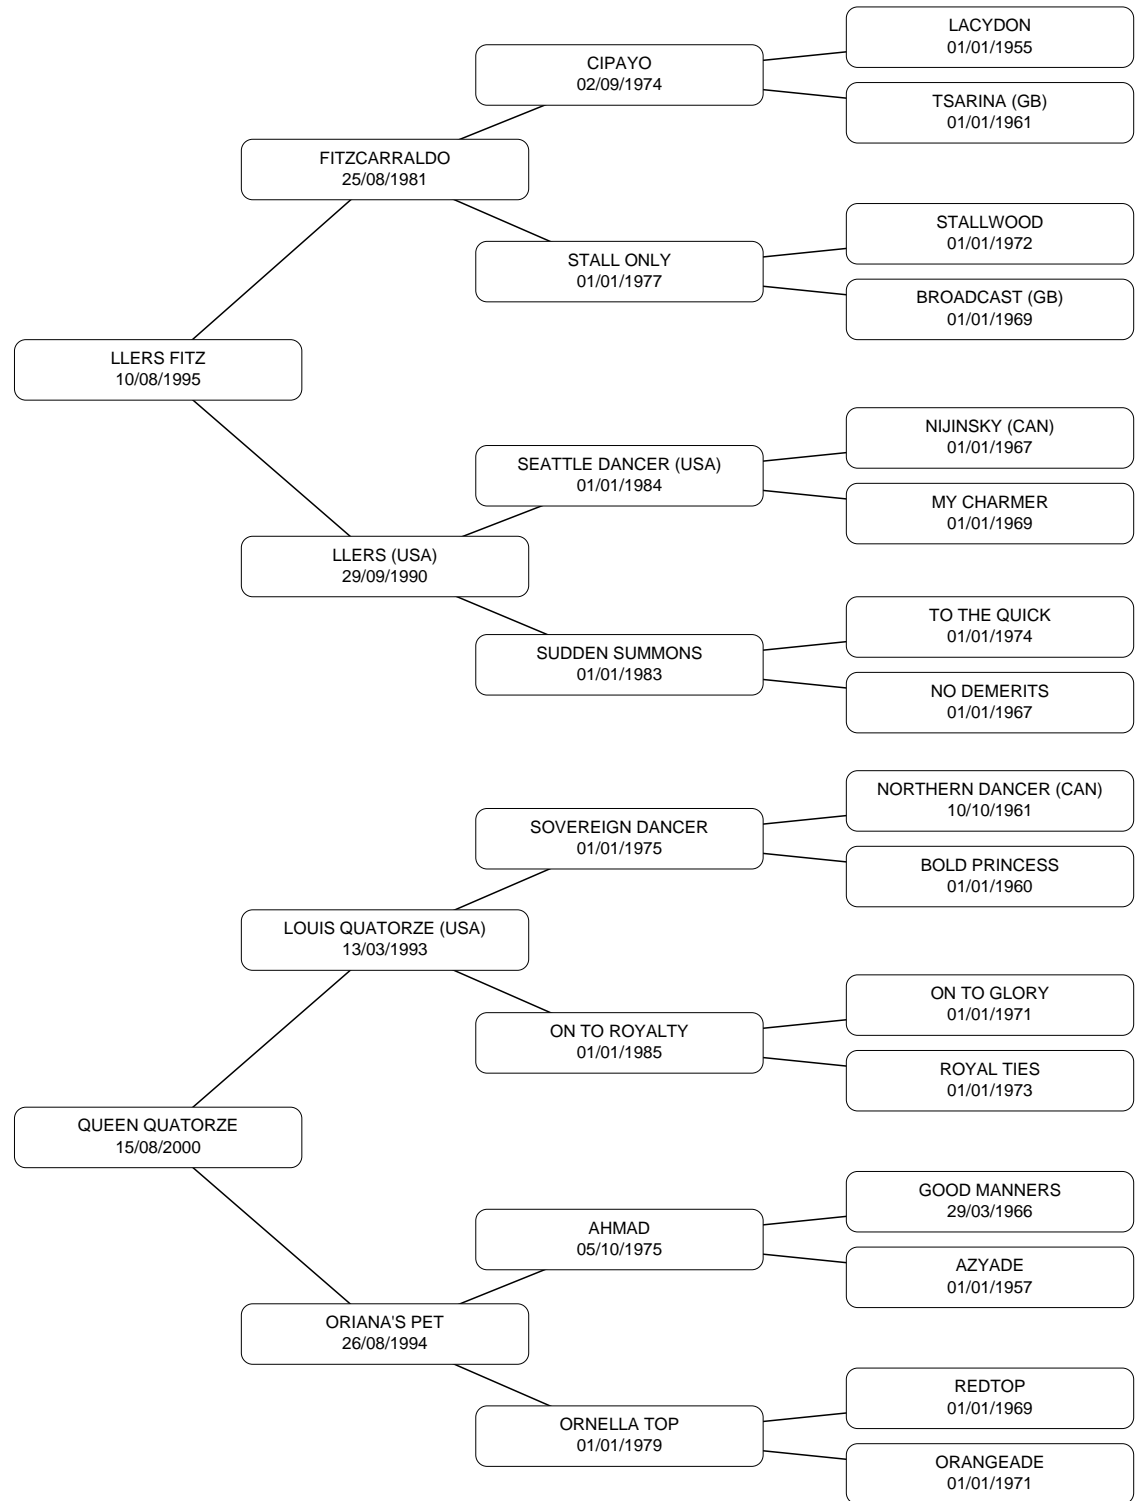 LACYDON
01/01/1955
CIPAYO
02/09/1974
TSARINA (GB)
01/01/1961
FITZCARRALDO
25/08/1981
STALLWOOD
01/01/1972
STALL ONLY
01/01/1977
BROADCAST (GB)
01/01/1969
LLERS FITZ
10/08/1995
NIJINSKY (CAN)
01/01/1967
SEATTLE DANCER (USA)
01/01/1984
MY CHARMER
01/01/1969
LLERS (USA)
29/09/1990
TO THE QUICK
01/01/1974
SUDDEN SUMMONS
01/01/1983
NO DEMERITS
01/01/1967
NORTHERN DANCER (CAN)
10/10/1961
SOVEREIGN DANCER
01/01/1975
BOLD PRINCESS
01/01/1960
LOUIS QUATORZE (USA)
13/03/1993
ON TO GLORY
01/01/1971
ON TO ROYALTY
01/01/1985
ROYAL TIES
01/01/1973
QUEEN QUATORZE
15/08/2000
GOOD MANNERS
29/03/1966
AHMAD
05/10/1975
AZYADE
01/01/1957
ORIANA'S PET
26/08/1994
REDTOP
01/01/1969
ORNELLA TOP
01/01/1979
ORANGEADE
01/01/1971